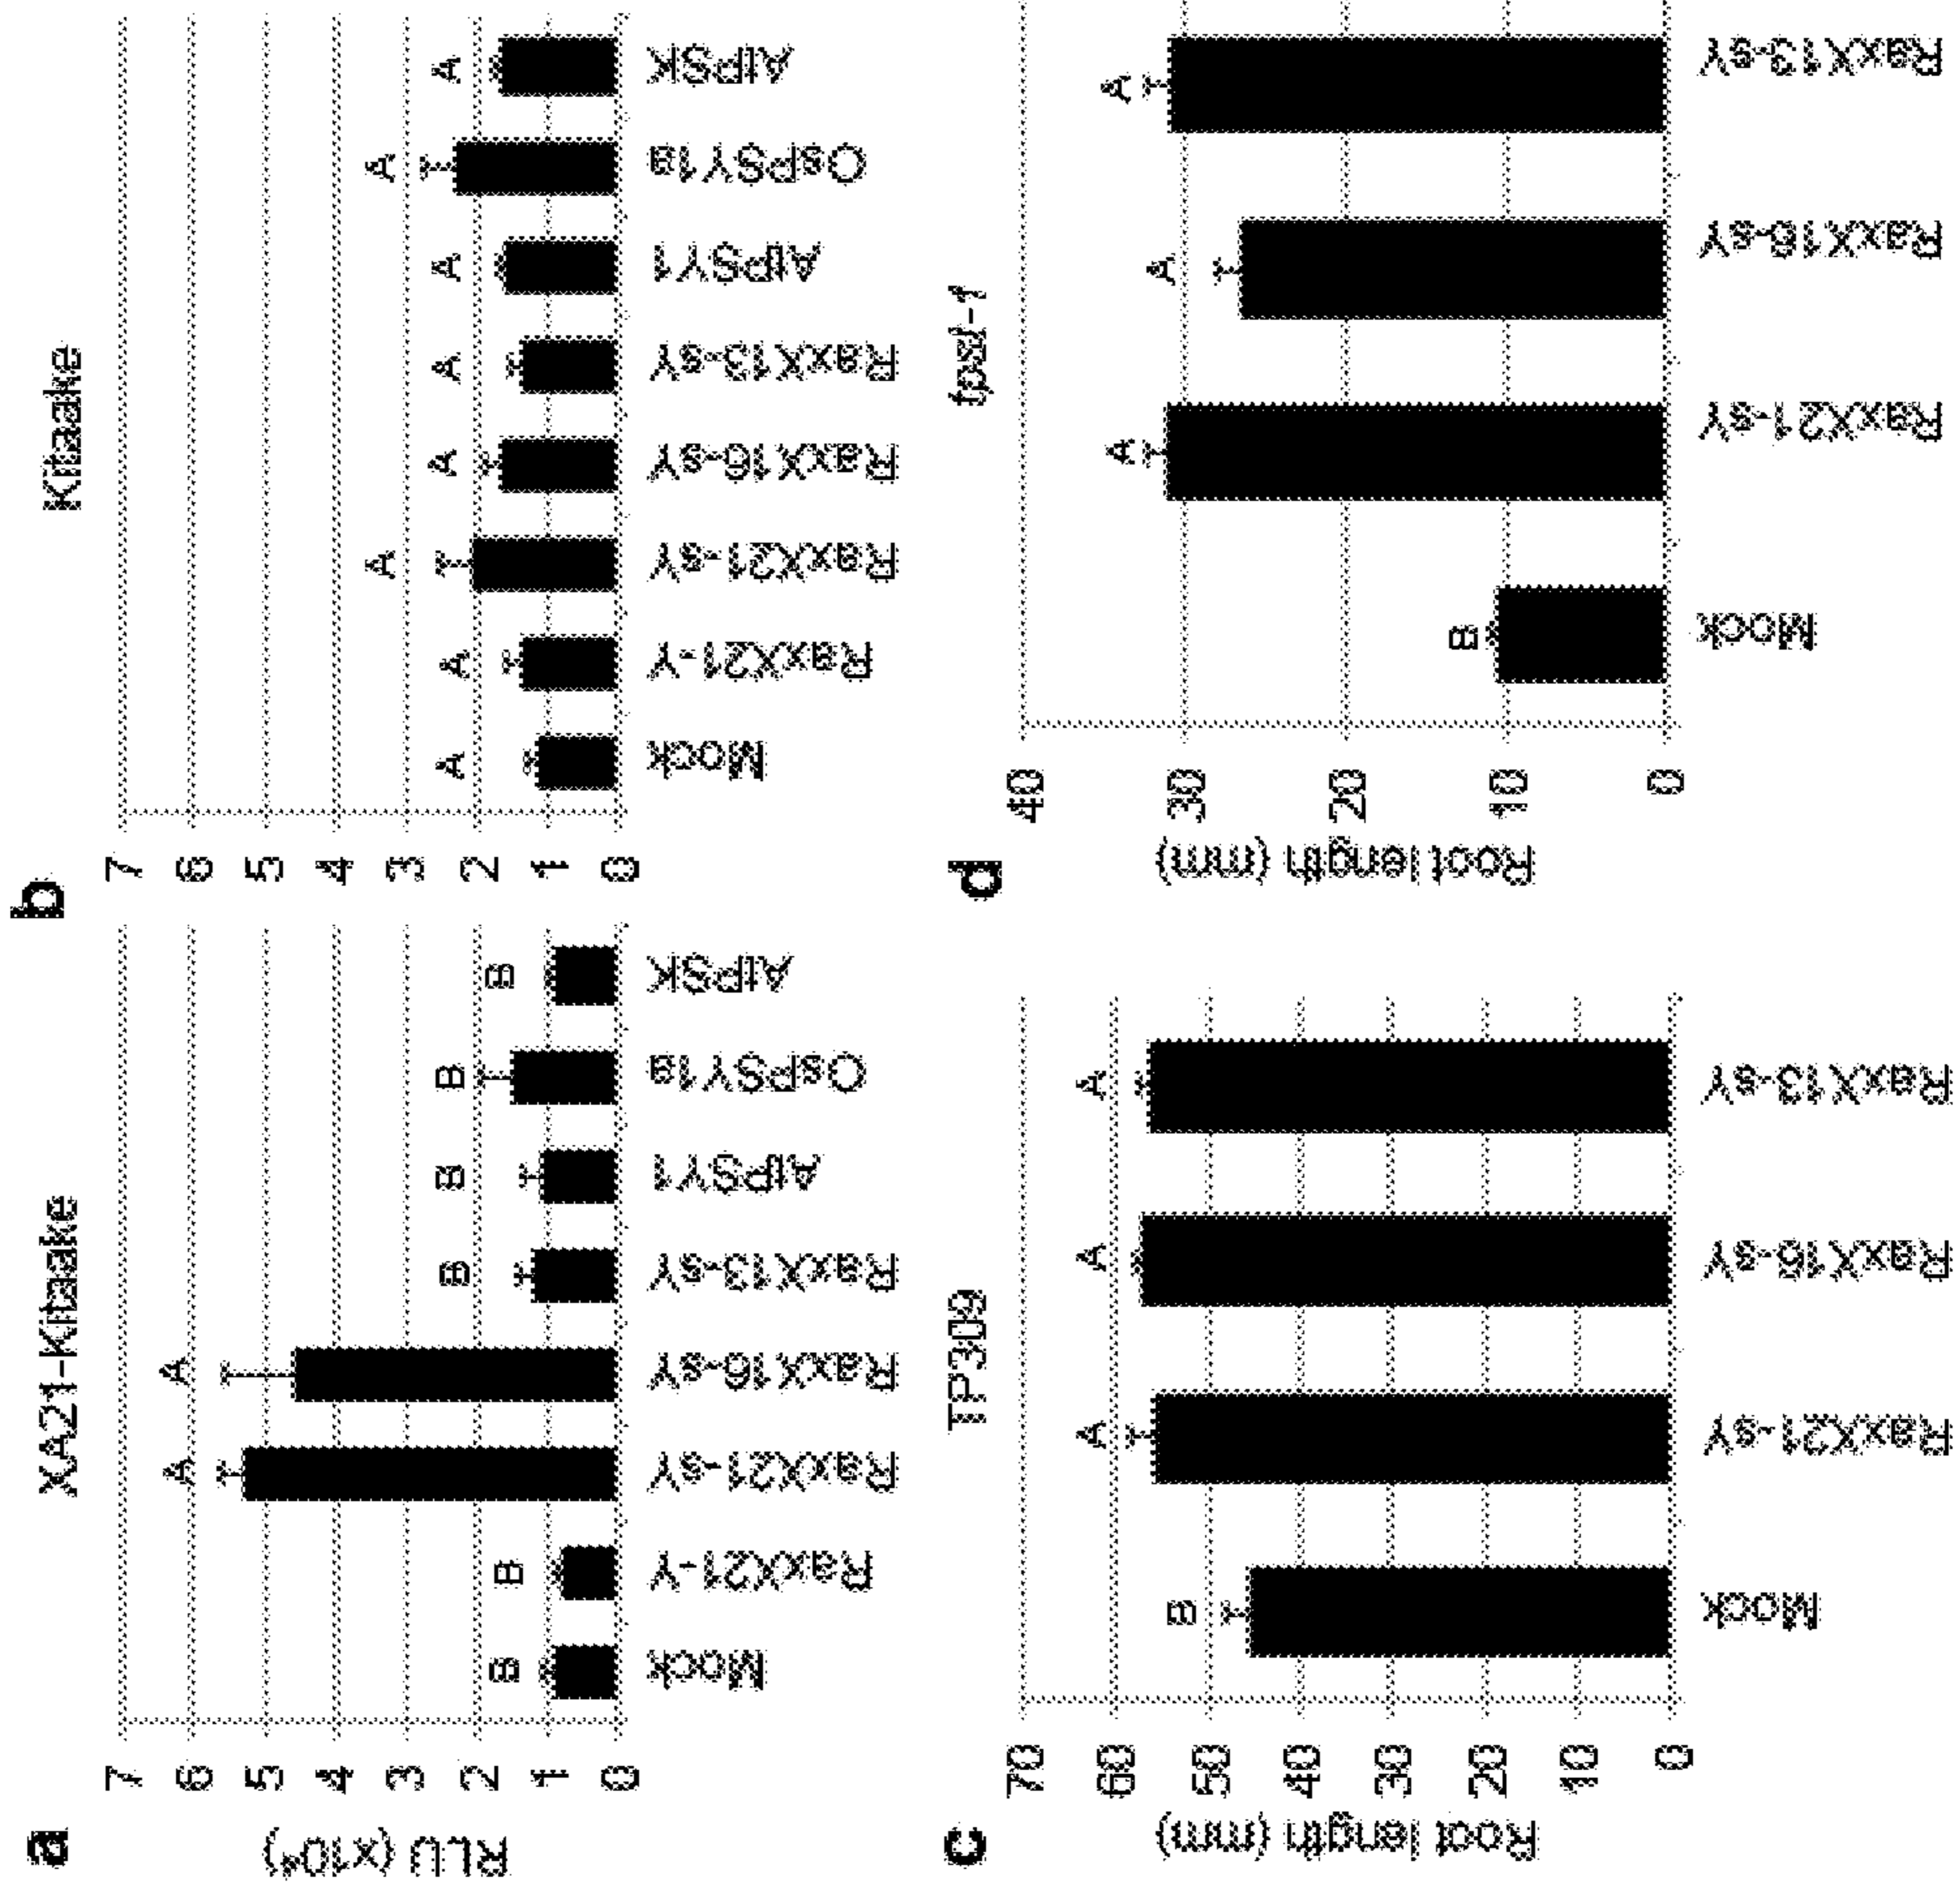 a
XA21-Kitaake
RLU (x10⁴)
7
6
5
4
3
2
1
0
B
B
A
A
B
B
B
B
Mock
RaxX21-Y
RaxX21-sY
RaxX16-sY
RaxX13-sY
AtPSY1
OsPSY1a
AtPSK
b
Kitaake
7
6
5
4
3
2
1
0
A
A
A
A
A
A
A
A
Mock
RaxX21-Y
RaxX21-sY
RaxX16-sY
RaxX13-sY
AtPSY1
OsPSY1a
AtPSK
c
TP309
Root length (mm)
70
60
50
40
30
20
10
0
B
A
A
A
Mock
RaxX21-sY
RaxX16-sY
RaxX13-sY
d
tpst-1
Root length (mm)
40
30
20
10
0
B
A
A
A
Mock
RaxX21-sY
RaxX16-sY
RaxX13-sY